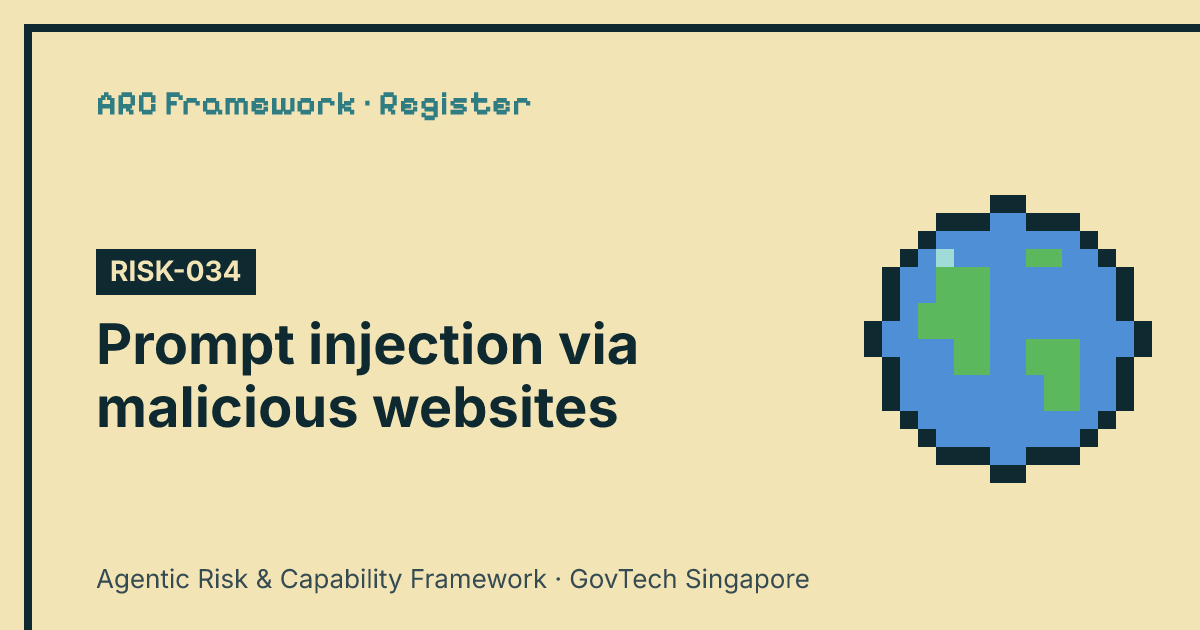 ARC Framework · Register
RISK-034
Prompt injection via
malicious websites
Agentic Risk & Capability Framework · GovTech Singapore